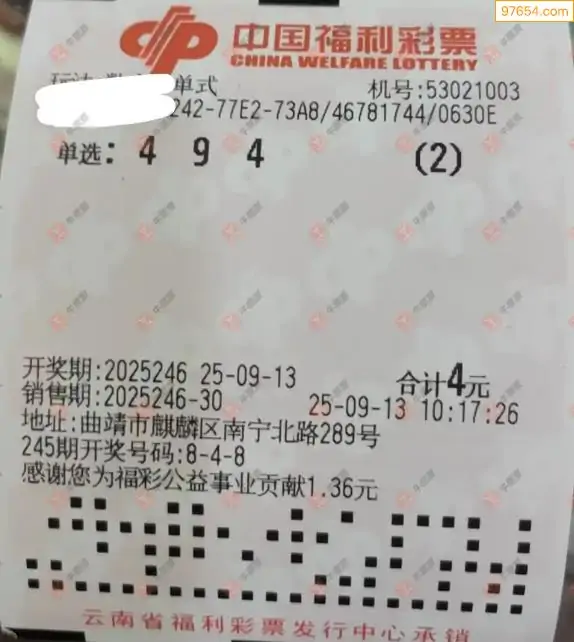 97654.com
中国福利彩票
CHINA WELFARE LOTTERY
单式 机号:53021003
242-77E2-73A8/46781744/0630E
单选: 4 9 4 (2)
开奖期:2025246 25-09-13 合计4元
销售期:2025246-30 25-09-13 10:17:26
地址:曲靖市麒麟区南宁北路289号
245期开奖号码:8-4-8
感谢您为福彩公益事业贡献1.36元
云南省福利彩票发行中心承销